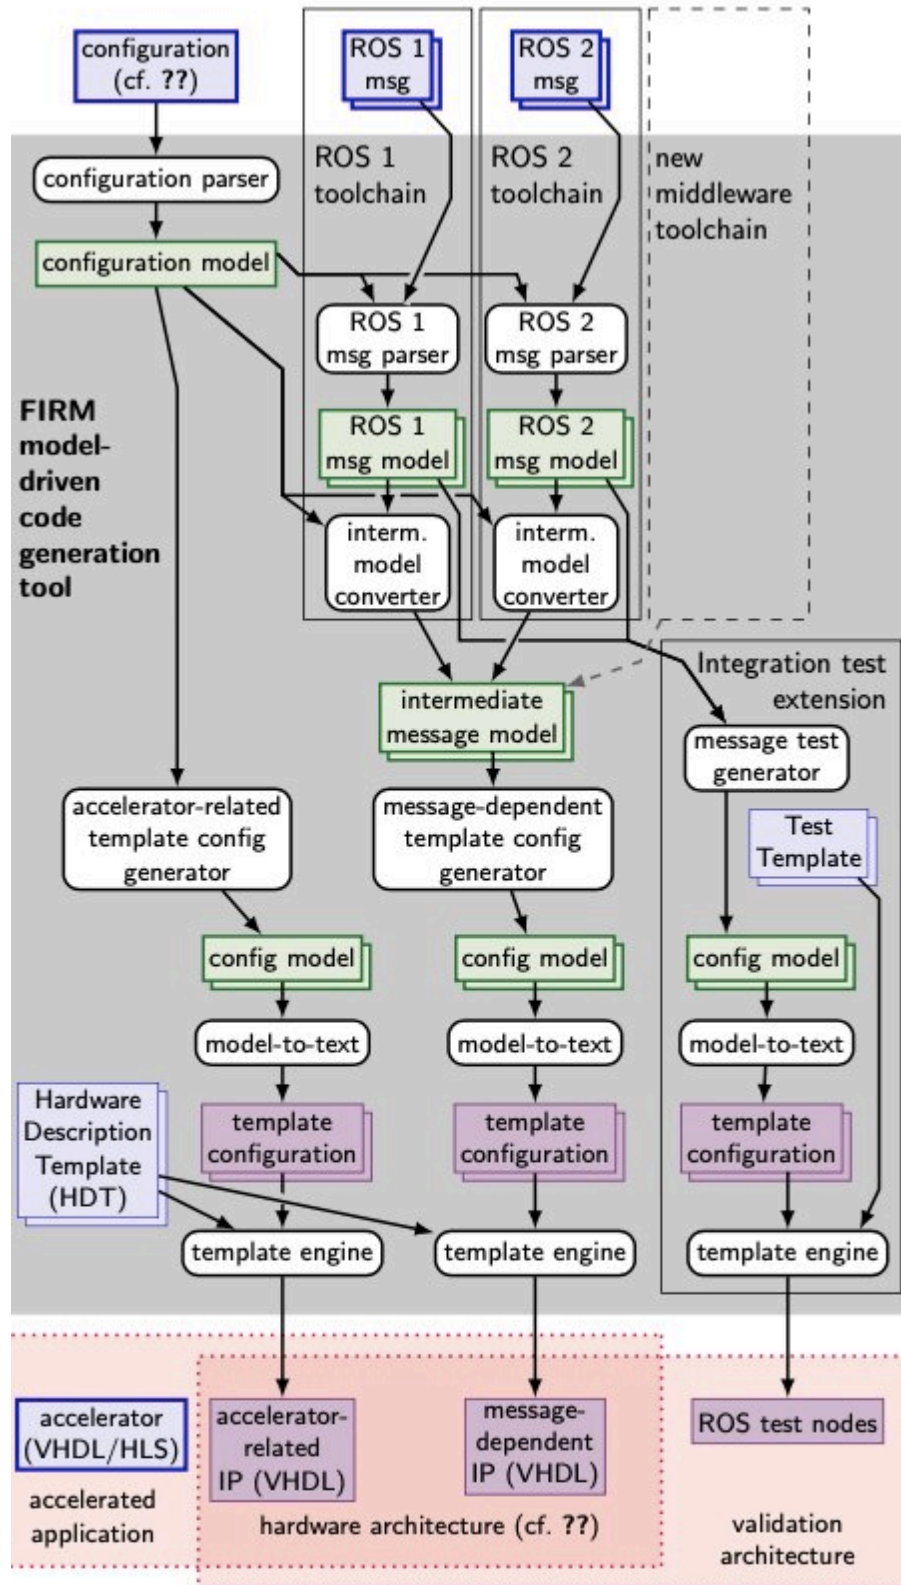 configuration
(cf. ??)
ROS 1
msg
ROS 2
msg
configuration parser
ROS 1
toolchain
ROS 2
toolchain
new
middleware
toolchain
configuration model
ROS 1
msg parser
ROS 2
msg parser
FIRM
model-
driven
code
generation
tool
ROS 1
msg model
ROS 2
msg model
interm.
model
converter
interm.
model
converter
Integration test
extension
intermediate
message model
message test
generator
accelerator-related
template config
generator
message-dependent
template config
generator
Test
Template
config model
config model
config model
model-to-text
model-to-text
model-to-text
Hardware
Description
Template
(HDT)
template
configuration
template
configuration
template
configuration
template engine
template engine
template engine
accelerator
(VHDL/HLS)
accelerator-
related
IP (VHDL)
message-
dependent
IP (VHDL)
ROS test nodes
accelerated
application
hardware architecture (cf. ??)
validation
architecture